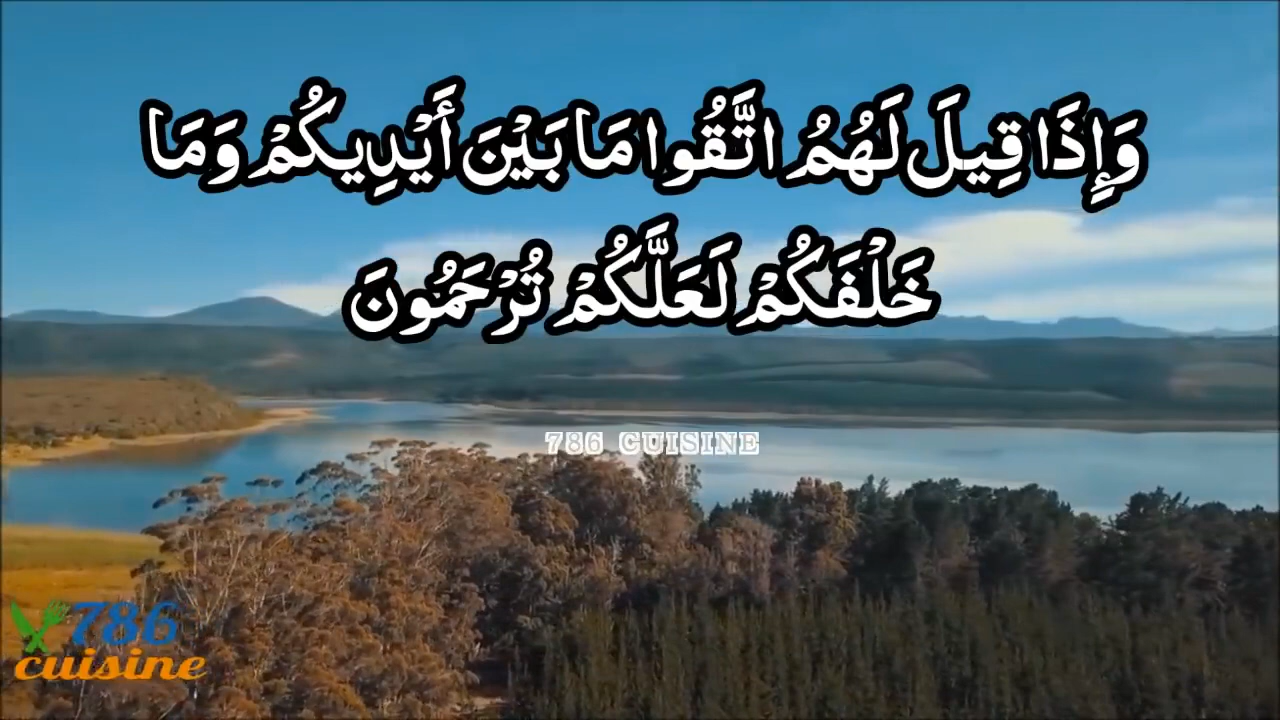 وَإِذَا قِيلَ لَهُمُ اتَّقُوا مَا بَيْنَ أَيْدِيكُمْ وَمَا
خَلْفَكُمْ لَعَلَّكُمْ تُرْحَمُونَ
786 CUISINE
786
cuisine